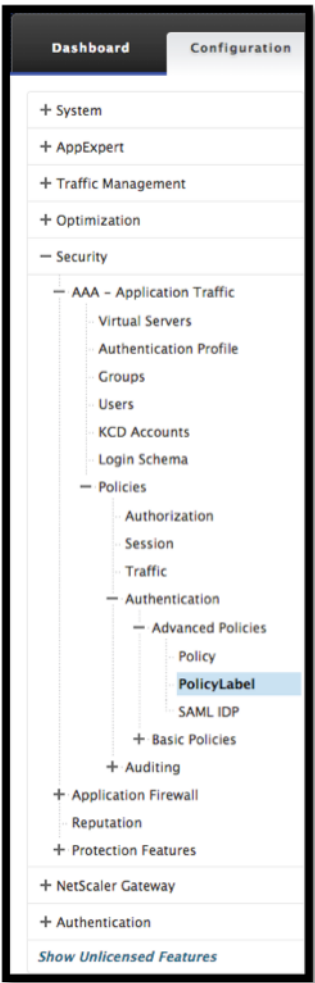 Dashboard Configuration
+ System
+ AppExpert
+ Traffic Management
+ Optimization
− Security
− AAA – Application Traffic
Virtual Servers
Authentication Profile
Groups
Users
KCD Accounts
Login Schema
− Policies
Authorization
Session
Traffic
− Authentication
− Advanced Policies
Policy
PolicyLabel
SAML IDP
+ Basic Policies
+ Auditing
+ Application Firewall
Reputation
+ Protection Features
+ NetScaler Gateway
+ Authentication
Show Unlicensed Features